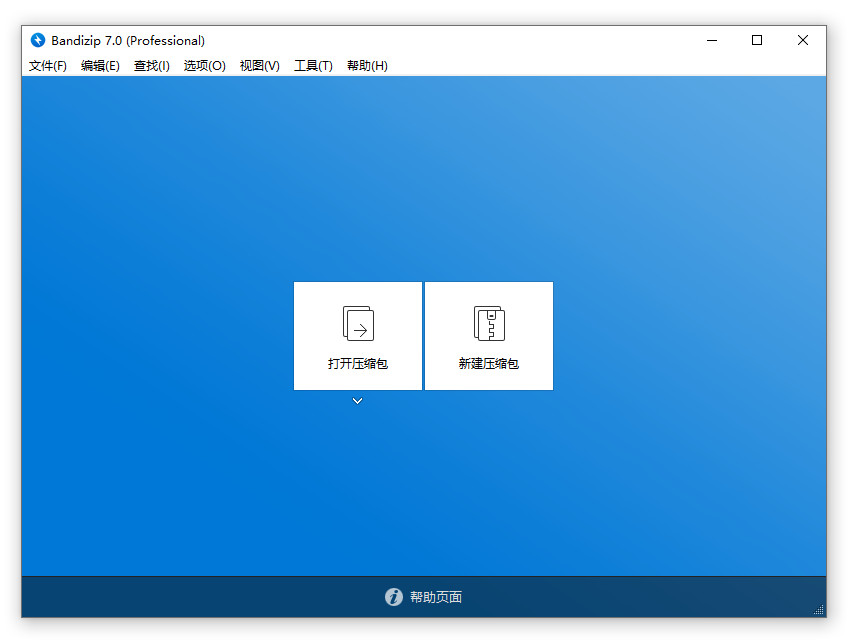 Bandizip 7.0 (Professional)
文件(F) 编辑(E) 查找(I) 选项(O) 视图(V) 工具(T) 帮助(H)
打开压缩包 新建压缩包
帮助页面